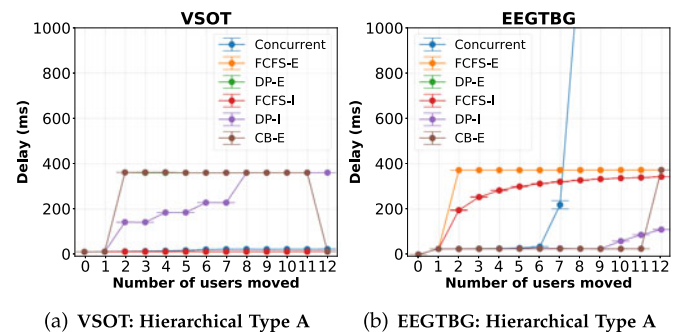 VSOT
1000
800
600
400
200
0
Delay (ms)
Concurrent
FCFS-E
DP-E
FCFS-I
DP-I
CB-E
0 1 2 3 4 5 6 7 8 9 10 11 12
Number of users moved
(a) VSOT: Hierarchical Type A
EEGTBG
1000
800
600
400
200
0
Delay (ms)
Concurrent
FCFS-E
DP-E
FCFS-I
DP-I
CB-E
0 1 2 3 4 5 6 7 8 9 10 11 12
Number of users moved
(b) EEGTBG: Hierarchical Type A